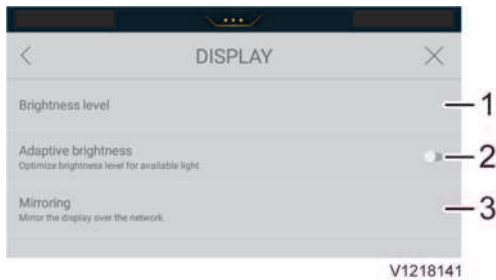 DISPLAY
Brightness level
1
Adaptive brightness
Optimize brightness level for available light
2
Mirroring
Mirror the display over the network.
3
V1218141